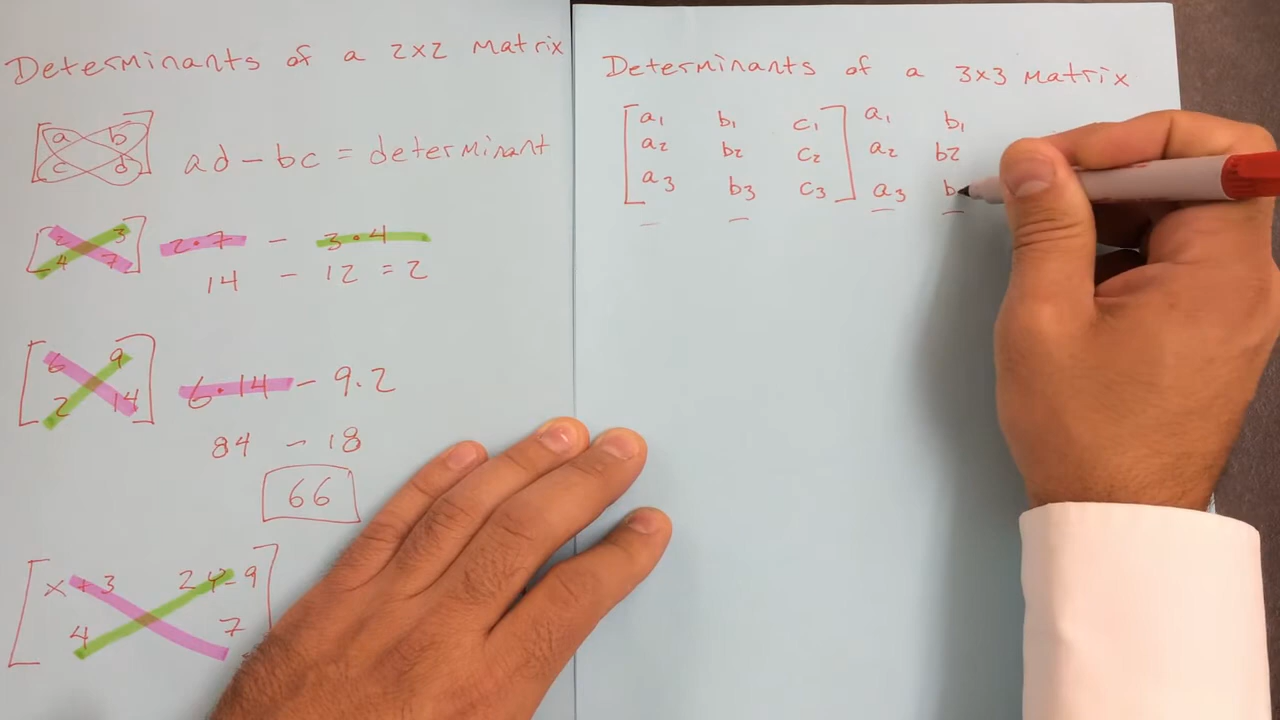 Determinants of a 2x2 Matrix
[a b
c d] ad - bc = determinant
[2 3
4 7] 2·7 - 3·4
14 - 12 = 2
[6 9
2 14] 6·14 - 9.2
84 - 18
66
[x+3 2y-9
4 7]
Determinants of a 3x3 Matrix
[a1 b1 c1] a1 b1
a2 b2 c2 a2 b2
a3 b3 c3 a3 b